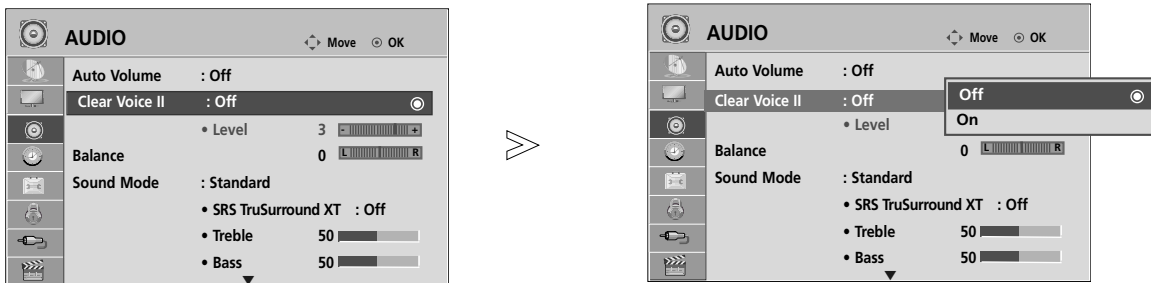 AUDIO
Move OK
Auto Volume : Off
Clear Voice II : Off
• Level 3 - +
Balance 0 L R
Sound Mode : Standard
• SRS TruSurround XT : Off
• Treble 50
• Bass 50
AUDIO
Move OK
Auto Volume : Off
Clear Voice II : Off
Off
On
• Level
Balance 0 L R
Sound Mode : Standard
• SRS TruSurround XT : Off
• Treble 50
• Bass 50